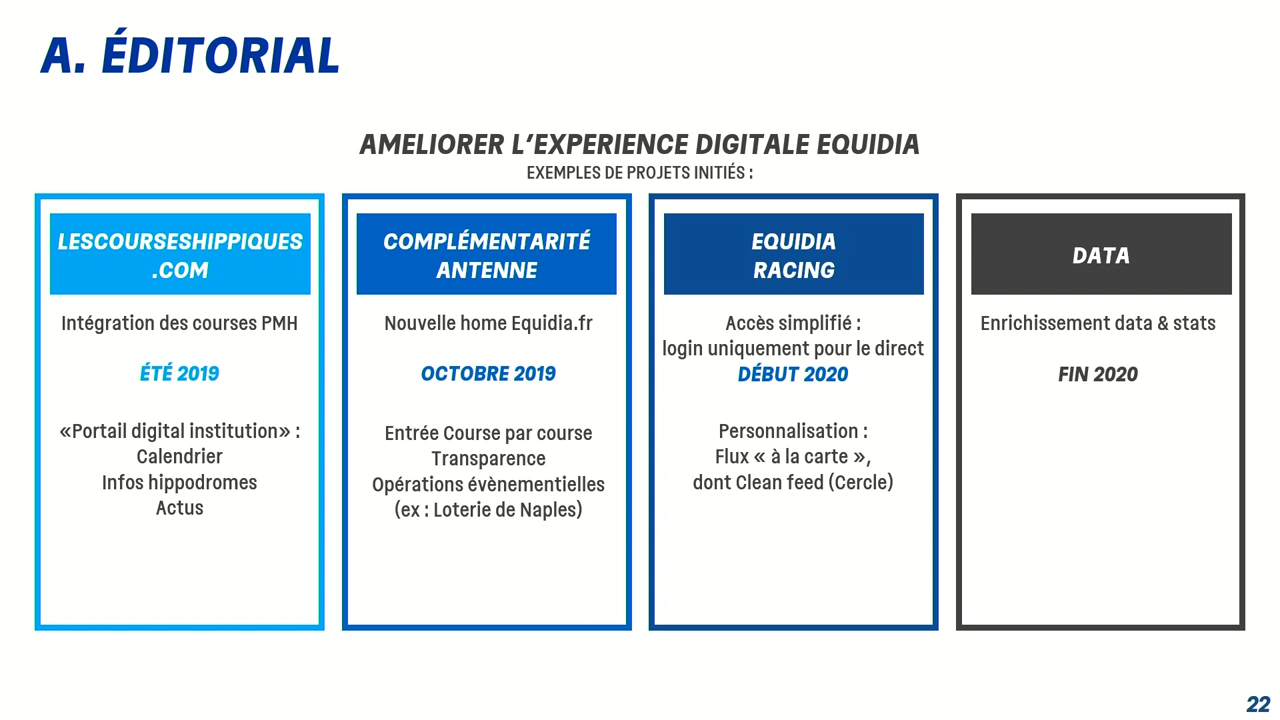 A. ÉDITORIAL
AMELIORER L'EXPERIENCE DIGITALE EQUIDIA
EXEMPLES DE PROJETS INITIÉS :
LESCOURSESHIPPIQUES
.COM
Intégration des courses PMH
ÉTÉ 2019
«Portail digital institution» :
Calendrier
Infos hippodromes
Actus
COMPLÉMENTARITÉ
ANTENNE
Nouvelle home Equidia.fr
OCTOBRE 2019
Entrée Course par course
Transparence
Opérations évènementielles
(ex : Loterie de Naples)
EQUIDIA
RACING
Accès simplifié :
login uniquement pour le direct
DÉBUT 2020
Personnalisation :
Flux « à la carte »,
dont Clean feed (Cercle)
DATA
Enrichissement data & stats
FIN 2020
22